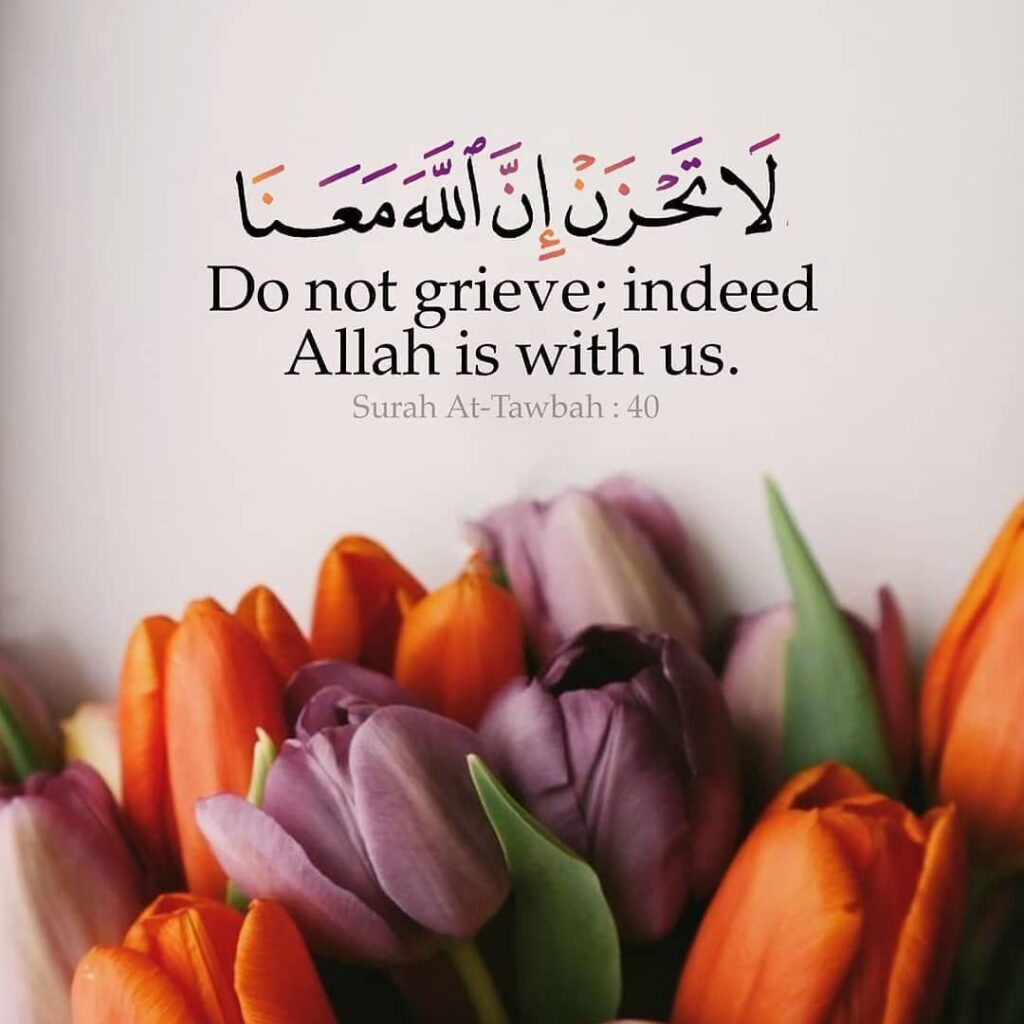 لَا تَحْزَنْ إِنَّ ٱللَّهَ مَعَنَا
Do not grieve; indeed
Allah is with us.
Surah At-Tawbah : 40